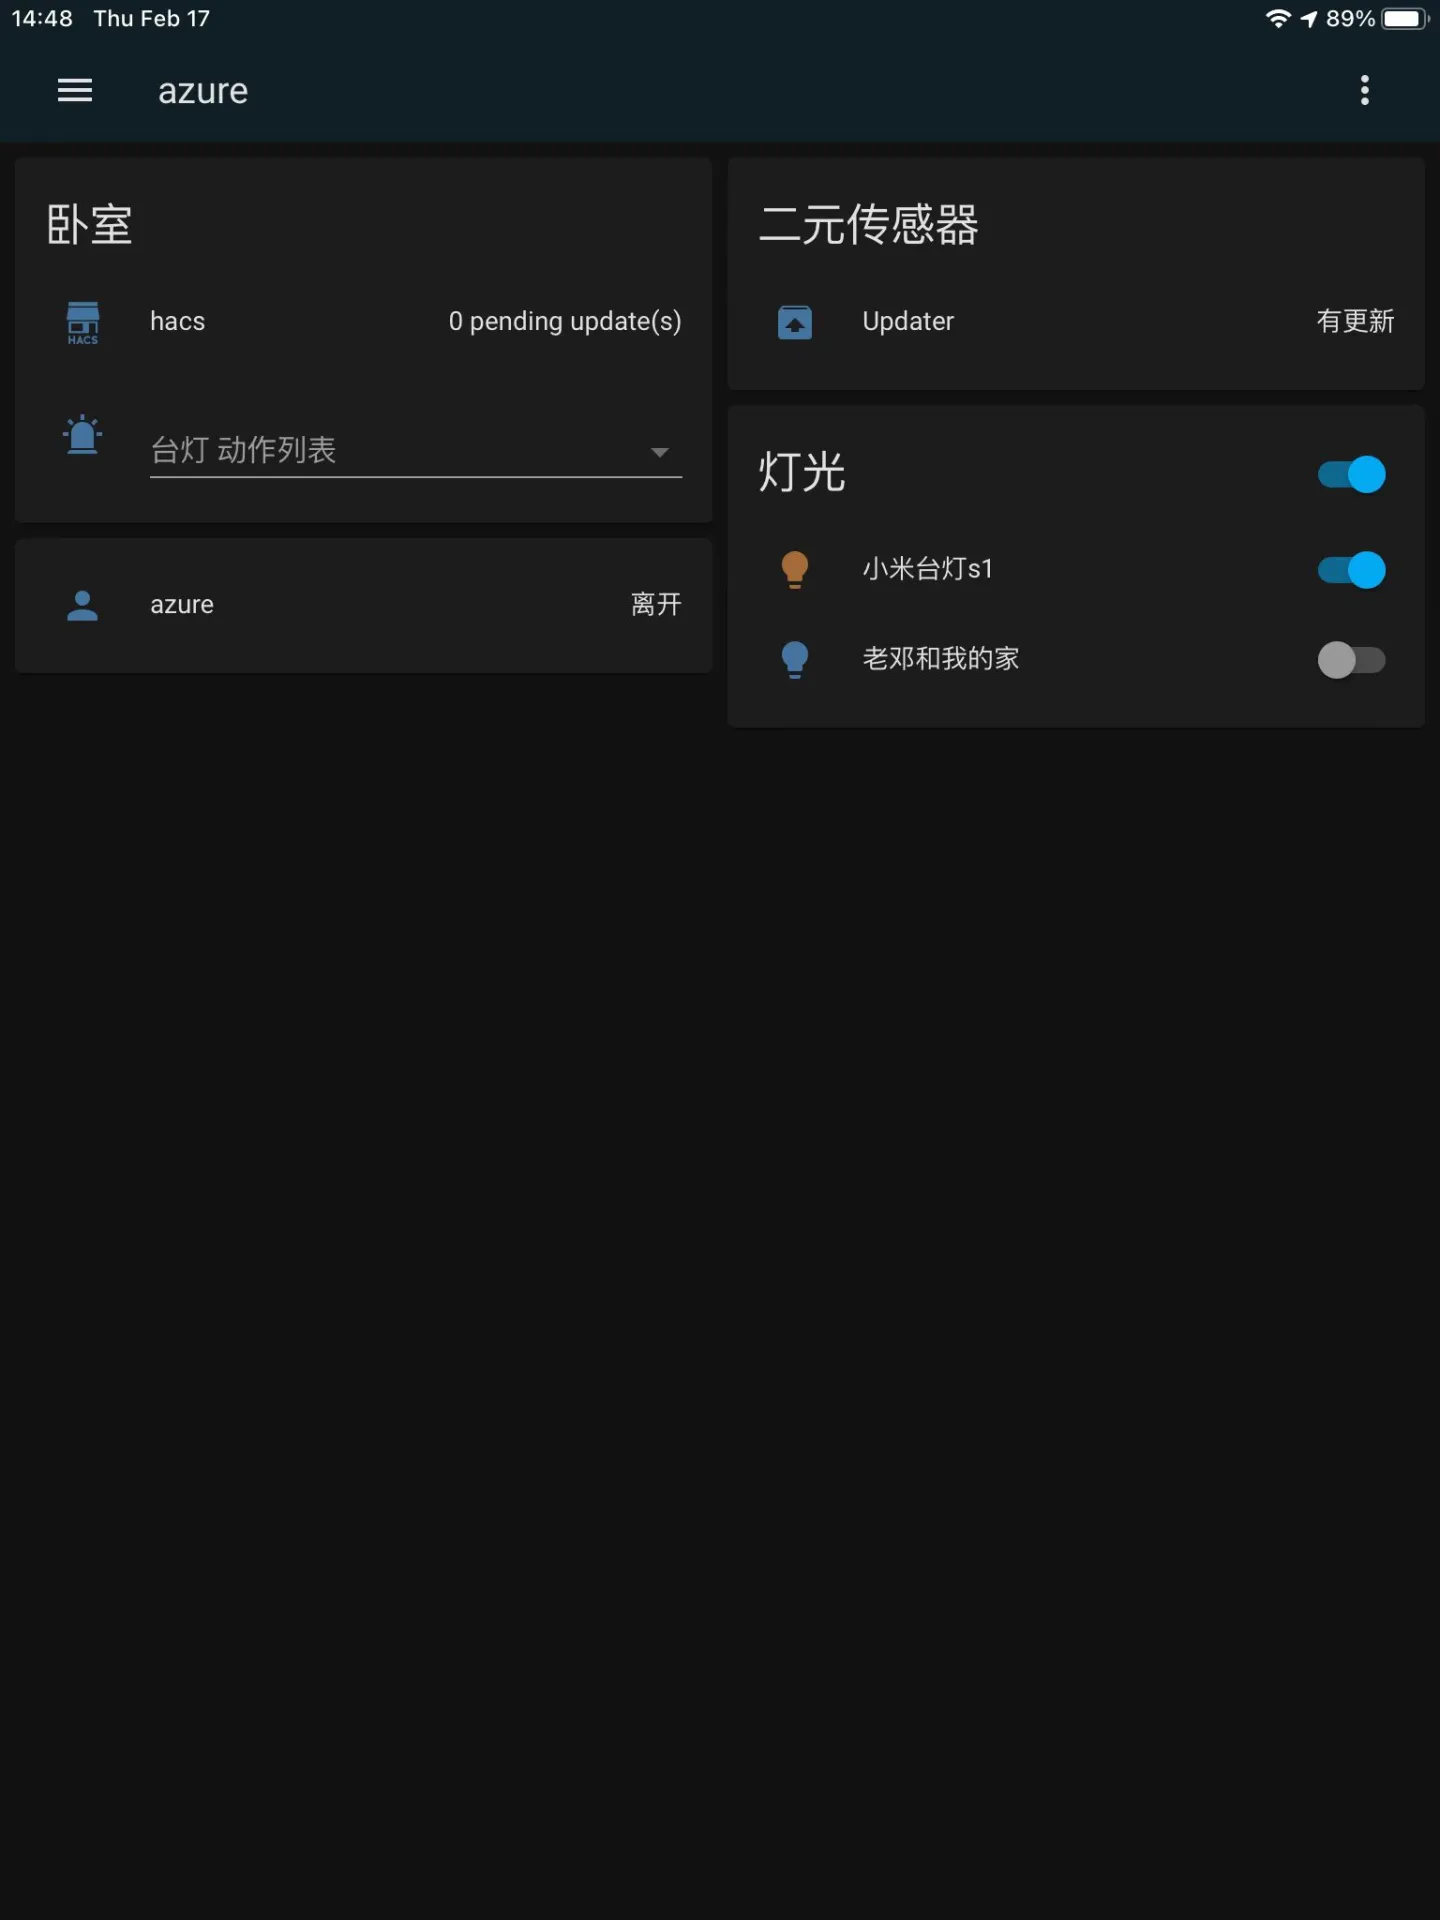 14:48 Thu Feb 17
89%
azure
卧室
HACS
hacs
0 pending update(s)
台灯 动作列表
azure
离开
二元传感器
Updater
有更新
灯光
小米台灯s1
老邓和我的家